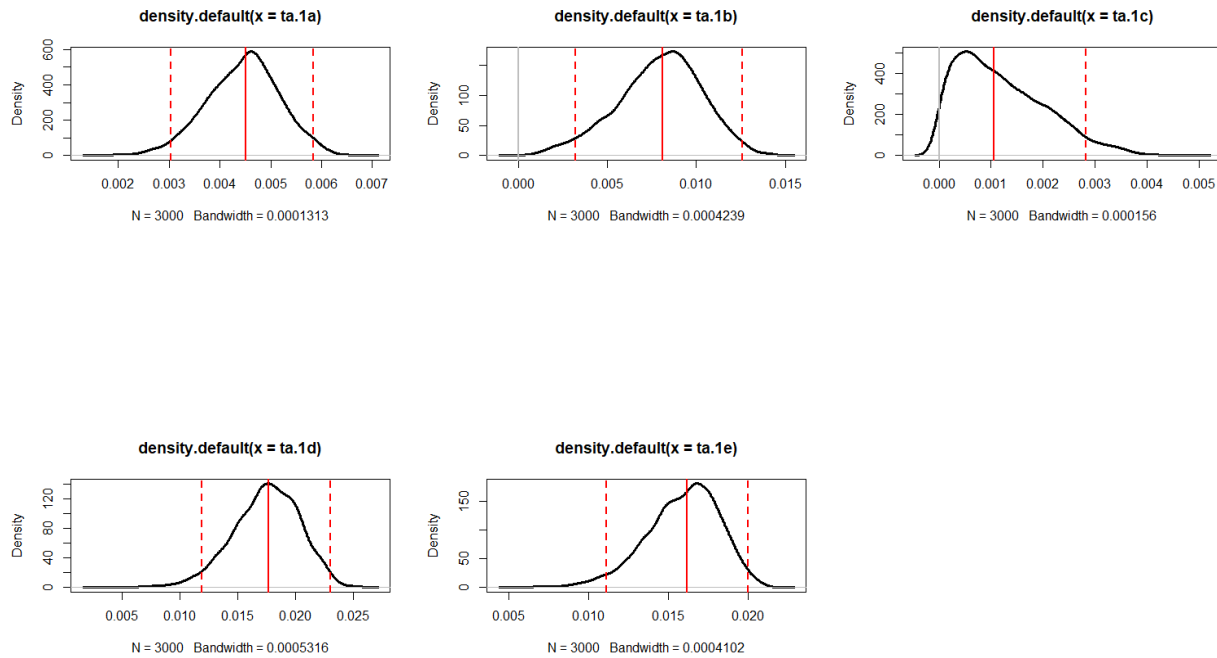 density.default(x = ta.1a)
Density
0 200 400 600
0.002 0.003 0.004 0.005 0.006 0.007
N = 3000 Bandwidth = 0.0001313
density.default(x = ta.1b)
Density
0 50 100
0.000 0.005 0.010 0.015
N = 3000 Bandwidth = 0.0004239
density.default(x = ta.1c)
Density
0 200 400
0.000 0.001 0.002 0.003 0.004 0.005
N = 3000 Bandwidth = 0.000156
density.default(x = ta.1d)
Density
0 40 80 120
0.005 0.010 0.015 0.020 0.025
N = 3000 Bandwidth = 0.0005316
density.default(x = ta.1e)
Density
0 50 150
0.005 0.010 0.015 0.020
N = 3000 Bandwidth = 0.0004102